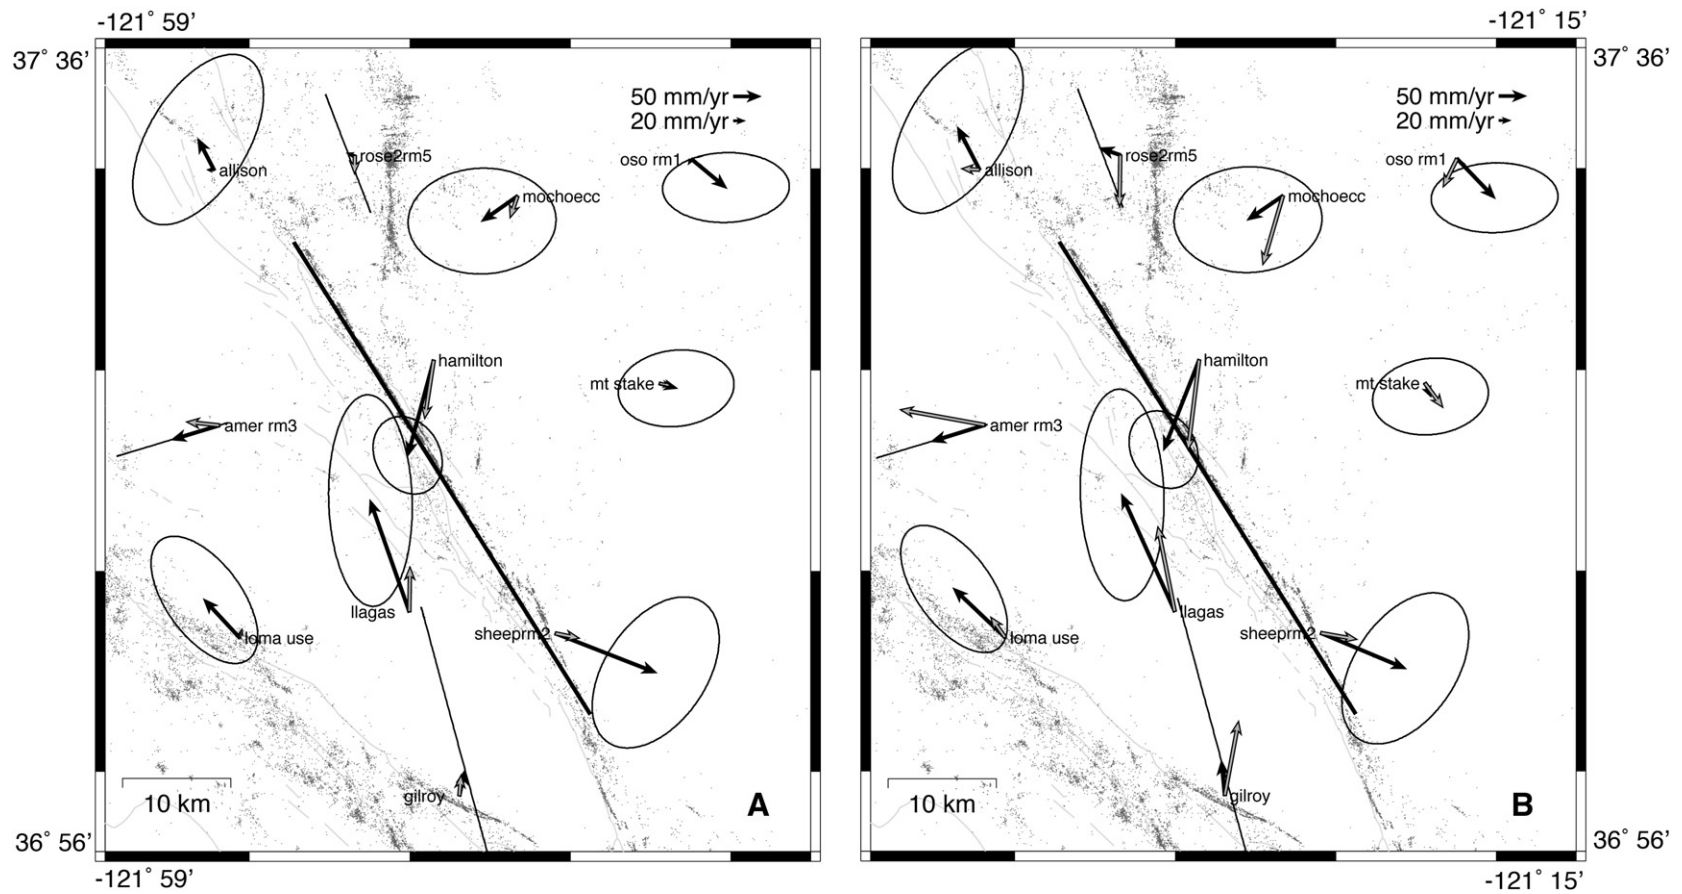 -121˚ 59’
-121˚ 15’
37˚ 36’
37˚ 36’
50 mm/yr
20 mm/yr
50 mm/yr
20 mm/yr
allison
rose2rm5
oso rm1
mochoecc
allison
rose2rm5
oso rm1
mochoecc
hamilton
mt stake
amer rm3
hamilton
mt stake
amer rm3
llagas
loma use
sheeprm2
llagas
loma use
sheeprm2
10 km
gilroy
A
10 km
gilroy
B
36˚ 56’
36˚ 56’
-121˚ 59’
-121˚ 15’